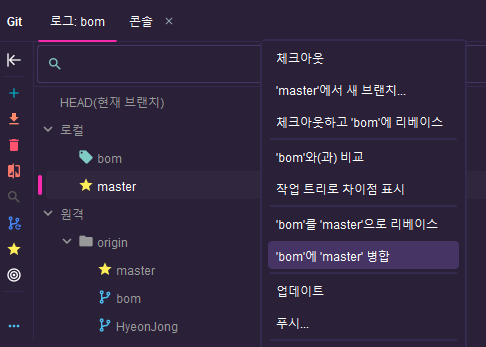 Git
로그: bom
콘솔
HEAD(현재 브랜치)
로컬
bom
master
원격
origin
master
bom
HyeonJong
체크아웃
'master'에서 새 브랜치...
체크아웃하고 'bom'에 리베이스
'bom'와(과) 비교
작업 트리로 차이점 표시
'bom'를 'master'으로 리베이스
'bom'에 'master' 병합
업데이트
푸시...